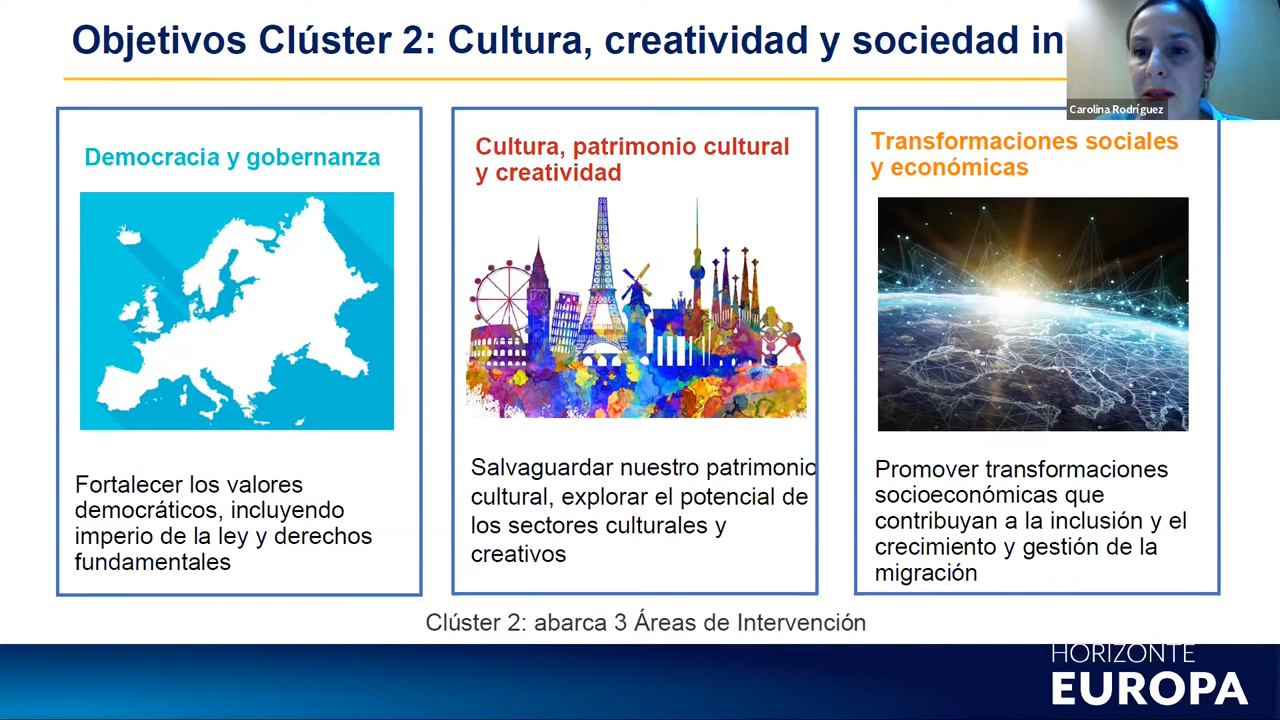 Objetivos Clúster 2: Cultura, creatividad y sociedad
Carolina Rodríguez
Democracia y gobernanza
Fortalecer los valores
democráticos, incluyendo
imperio de la ley y derechos
fundamentales
Cultura, patrimonio cultural
y creatividad
Salvaguardar nuestro patrimonio
cultural, explorar el potencial de
los sectores culturales y
creativos
Transformaciones sociales
y económicas
Promover transformaciones
socioeconómicas que
contribuyan a la inclusión y el
crecimiento y gestión de la
migración
Clúster 2: abarca 3 Áreas de Intervención
HORIZONTE
EUROPA